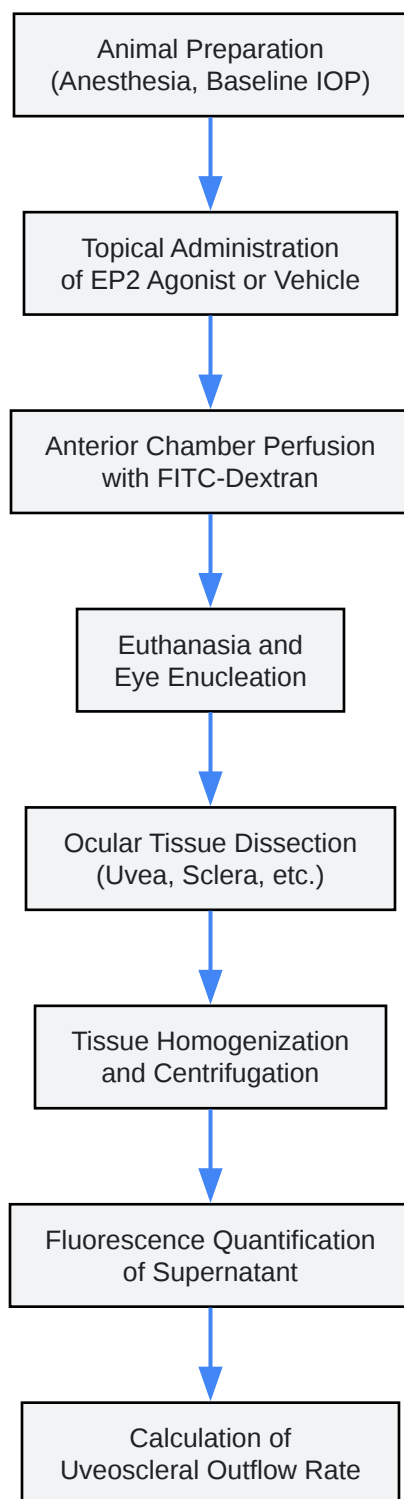 Animal Preparation
(Anesthesia, Baseline IOP)
Topical Administration
of EP2 Agonist or Vehicle
Anterior Chamber Perfusion
with FITC-Dextran
Euthanasia and
Eye Enucleation
Ocular Tissue Dissection
(Uvea, Sclera, etc.)
Tissue Homogenization
and Centrifugation
Fluorescence Quantification
of Supernatant
Calculation of
Uveoscleral Outflow Rate